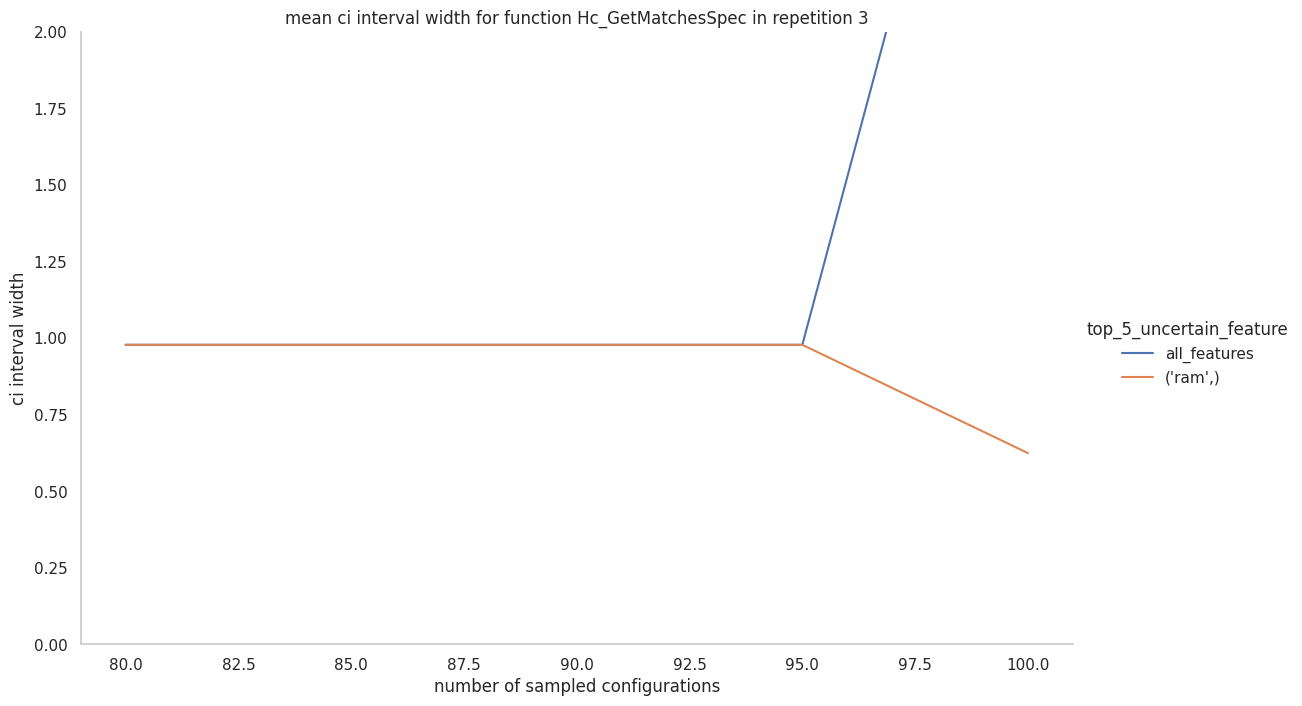 mean ci interval width for function Hc_GetMatchesSpec in repetition 3
2.00
1.75
1.50
1.25
1.00
0.75
0.50
0.25
0.00
ci interval width
80.0 82.5 85.0 87.5 90.0 92.5 95.0 97.5 100.0
number of sampled configurations
top_5_uncertain_feature
all_features
('ram',)